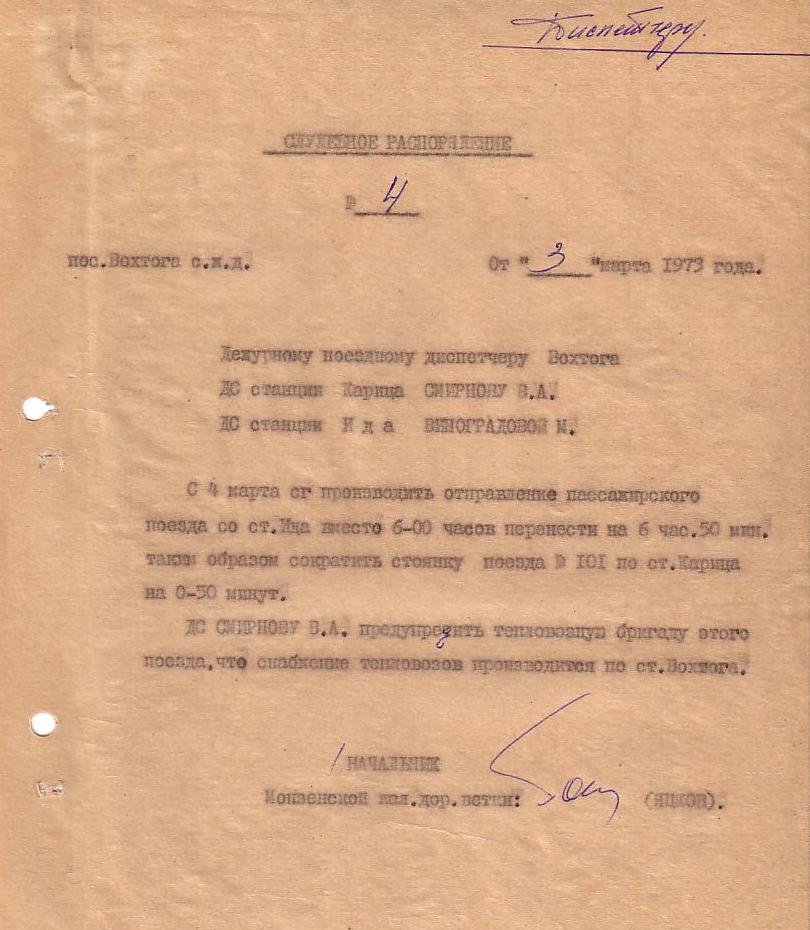 Диспетчеру.
СЛУЖЕБНОЕ РАСПОРЯЖЕНИЕ
№ 4
пос.Вохтога с.ж.д. От "3"марта 1973 года.
Дежурному поездному диспетчеру Вохтога
ДС станции Карица СМИРНОВУ В.А.
ДС станции И д а ВИНОГРАДОВОЙ М.
С 4 марта сг производить отправление пассажирского
поезда со ст.Ида вместо 6-00 часов перенести на 6 час.50 мин.
таким образом сократить стоянку поезда № 101 по ст.Карица
на 0-50 минут.
ДС СМИРНОВУ В.А. предупредить тепловозную бригаду этого
поезда,что снабжение тепловозов производится по ст.Вохтога.
НАЧАЛЬНИК
Монзенской жел.дор.ветки: (ЯЦКОВ).